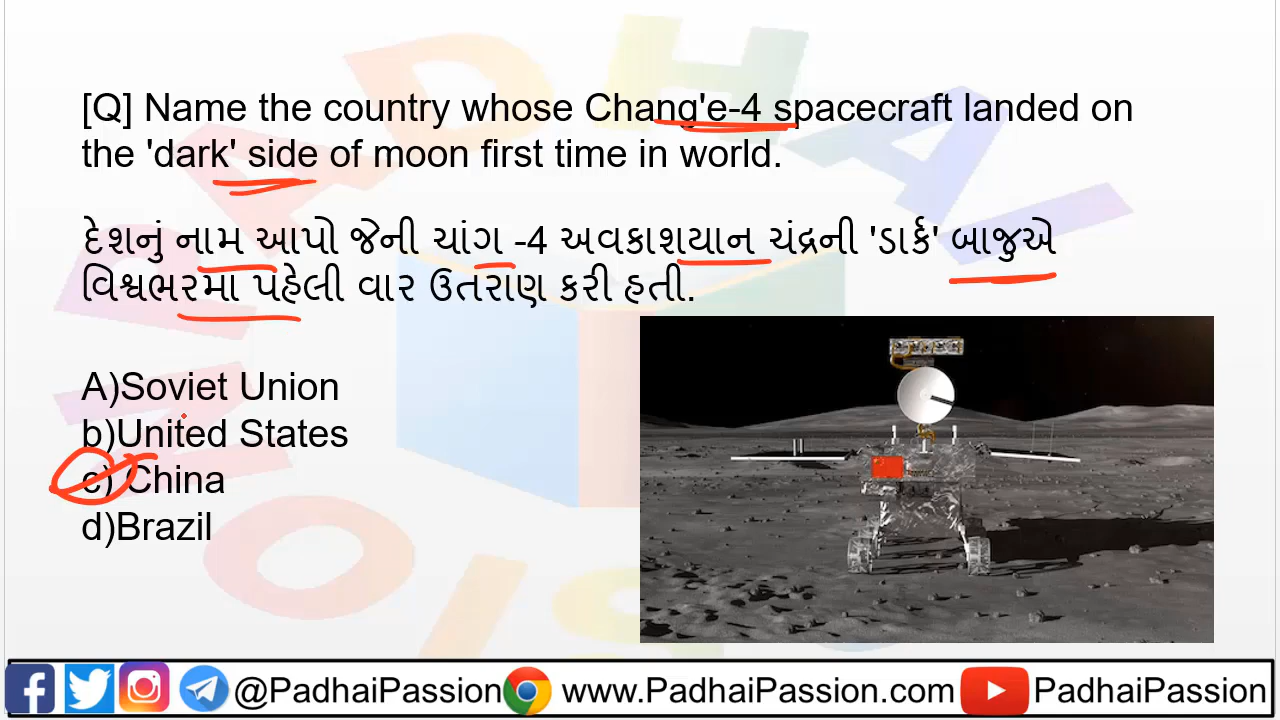 [Q] Name the country whose Chang'e-4 spacecraft landed on
the 'dark' side of moon first time in world.
દેશનું નામ આપો જેની ચાંગ -4 અવકાશયાન ચંદ્રની 'ડાર્ક' બાજુએ
વિશ્વભરમા પહેલી વાર ઉતરાણ કરી હતી.
A)Soviet Union
b)United States
c) China
d)Brazil
@PadhaiPassion www.PadhaiPassion.com PadhaiPassion